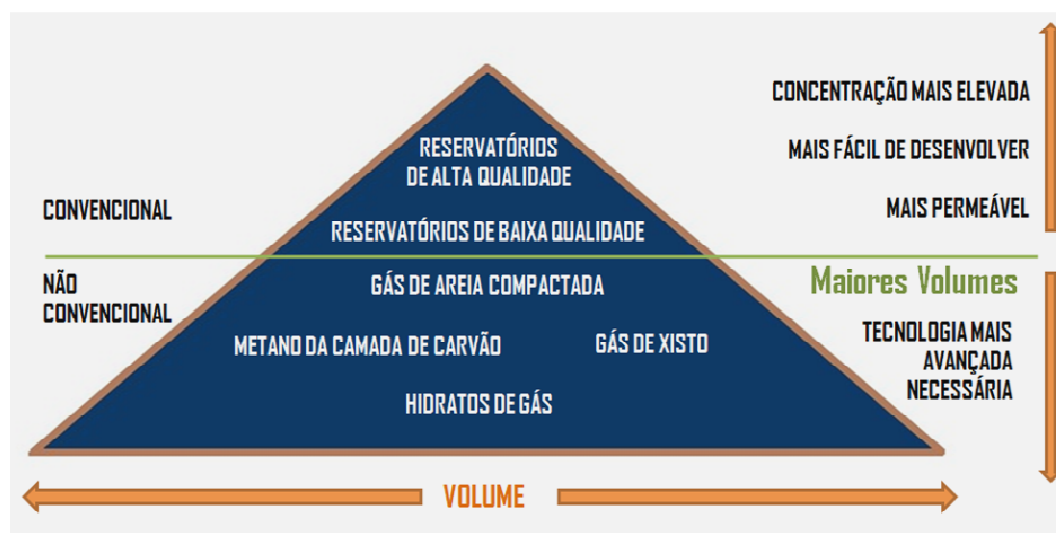 CONCENTRAÇÃO MAIS ELEVADA
RESERVATÓRIOS
DE ALTA QUALIDADE
MAIS FÁCIL DE DESENVOLVER
CONVENCIONAL
MAIS PERMEÁVEL
RESERVATÓRIOS DE BAIXA QUALIDADE
NÃO
CONVENCIONAL
GÁS DE AREIA COMPACTADA
Maiores Volumes
METANO DA CAMADA DE CARVÃO
GÁS DE XISTO
TECNOLOGIA MAIS
AVANÇADA
NECESSÁRIA
HIDRATOS DE GÁS
VOLUME